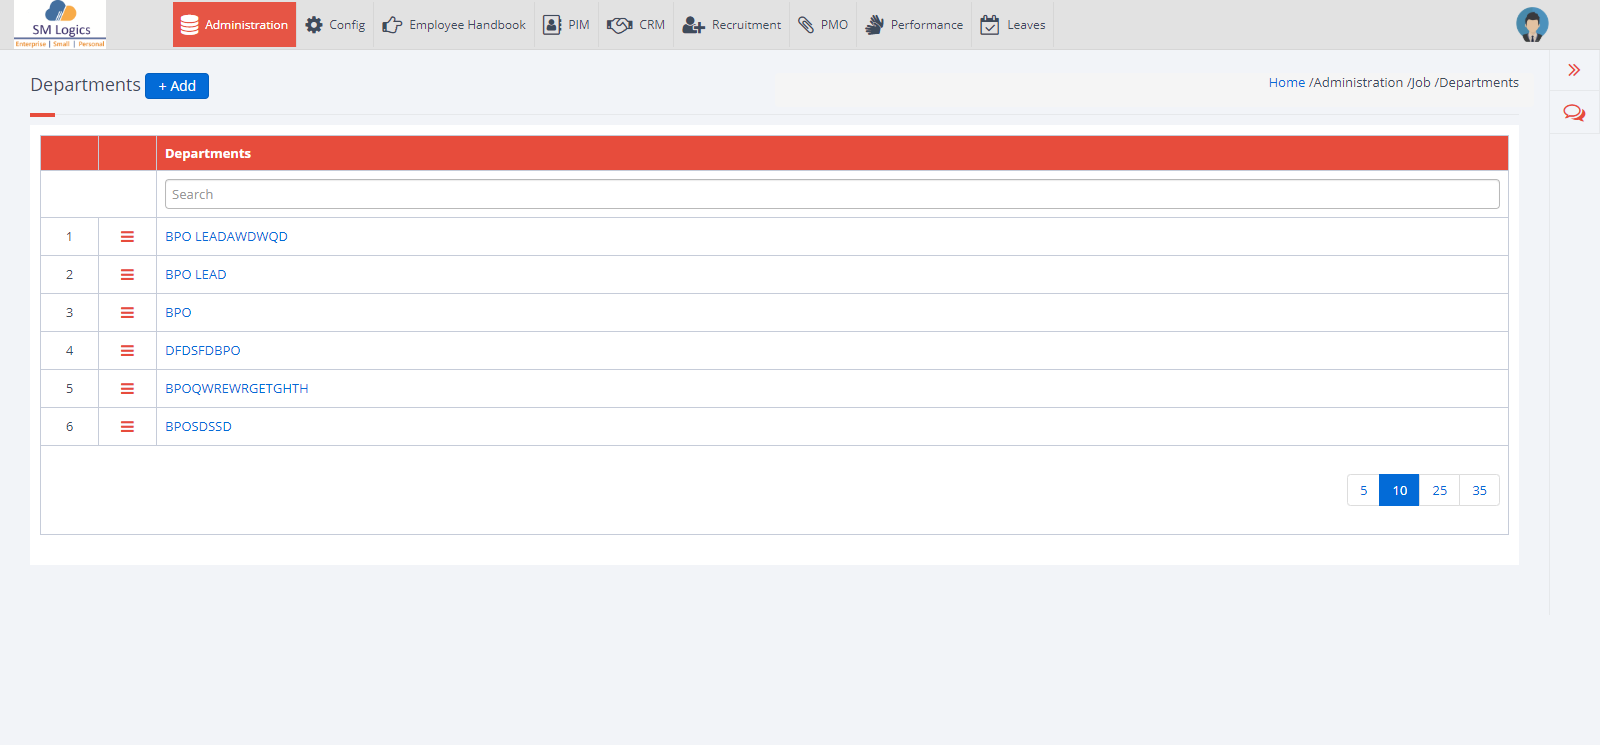 SM Logics
Enterprise | Small | Personal
Administration Config Employee Handbook PIM CRM Recruitment PMO Performance Leaves
Departments + Add
Home /Administration /Job /Departments
Departments
Search
1 BPO LEADAWDWQD
2 BPO LEAD
3 BPO
4 DFDSFDBPO
5 BPOQWREWRGETGHTH
6 BPOSDSSD
5 10 25 35